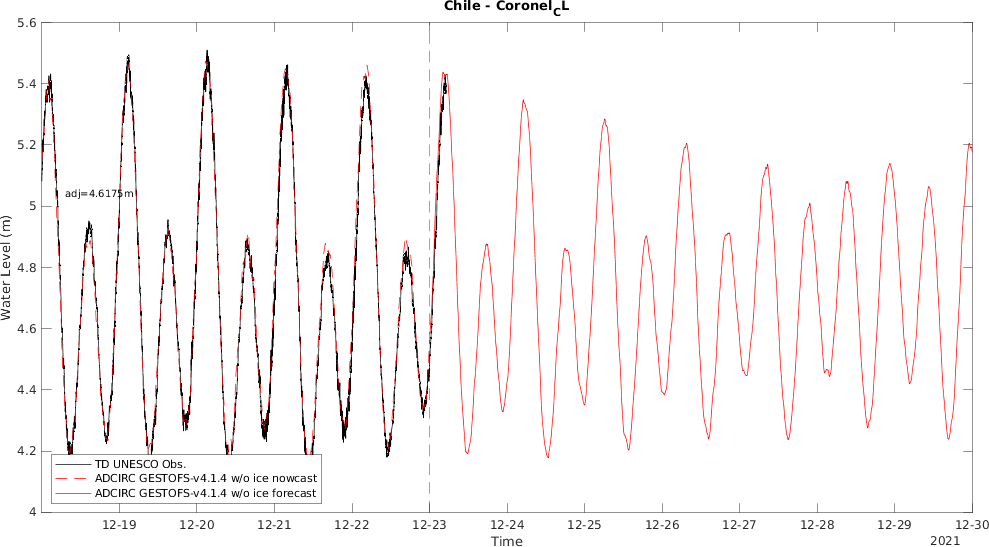 Chile - Coronel_CL
5.6
5.4
5.2
5
4.8
4.6
4.4
4.2
4
Water Level (m)
adj=4.6175m
TD UNESCO Obs.
ADCIRC GESTOFS-v4.1.4 w/o ice nowcast
ADCIRC GESTOFS-v4.1.4 w/o ice forecast
12-19 12-20 12-21 12-22 12-23 12-24 12-25 12-26 12-27 12-28 12-29 12-30
Time
2021